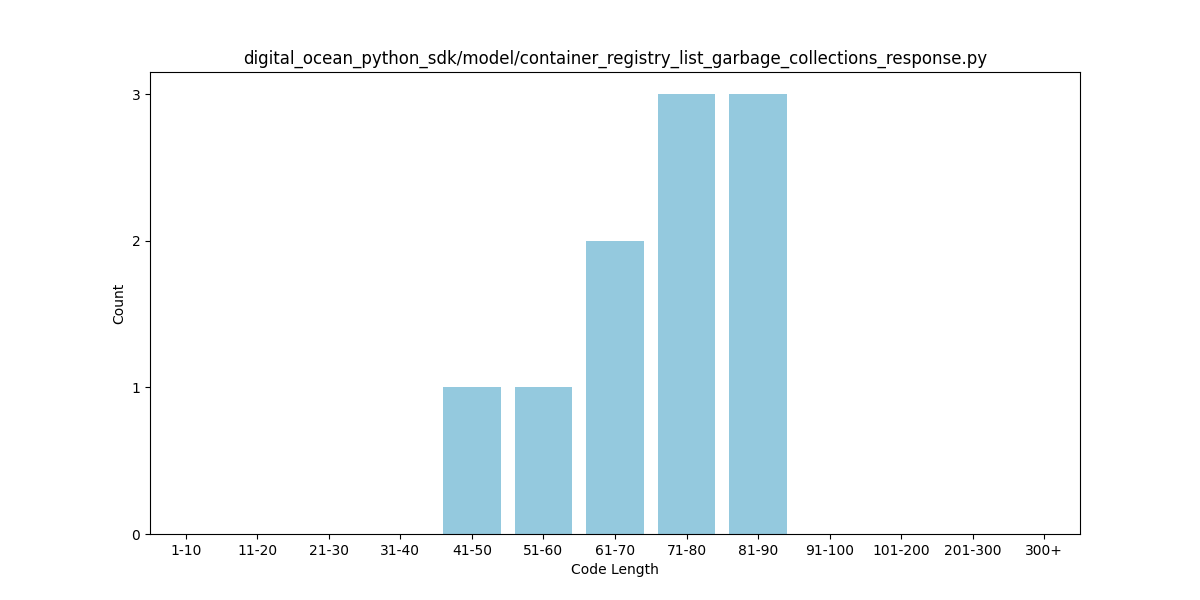 digital_ocean_python_sdk/model/container_registry_list_garbage_collections_response.py
3
2
1
0
Count
1-10 11-20 21-30 31-40 41-50 51-60 61-70 71-80 81-90 91-100 101-200 201-300 300+
Code Length